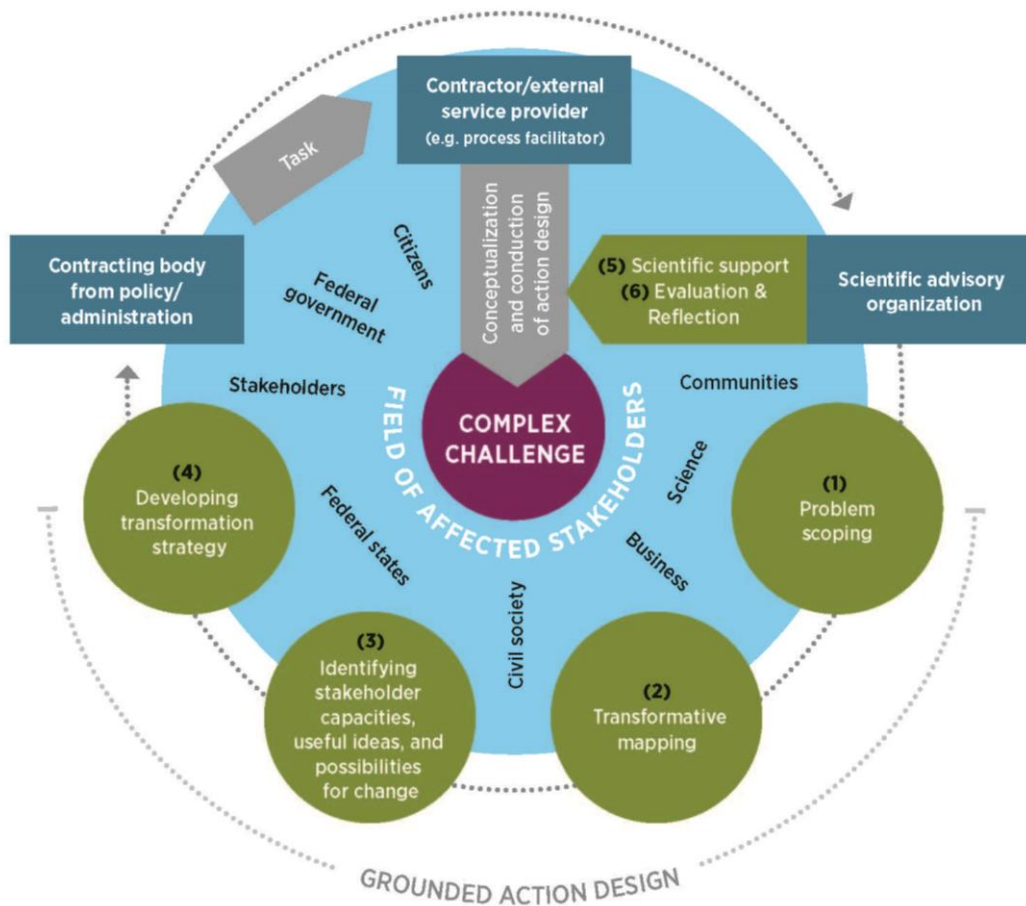 Contractor/external
service provider
(e.g. process facilitator)
Task
Conceptualization
and conduction
of action design
Contracting body
from policy/
administration
(5) Scientific support
(6) Evaluation &
Reflection
Scientific advisory
organization
Citizens
Federal
government
Stakeholders
Federal states
Civil society
Business
Science
Communities
COMPLEX
CHALLENGE
FIELD OF AFFECTED STAKEHOLDERS
(1)
Problem
scoping
(2)
Transformative
mapping
(3)
Identifying
stakeholder
capacities,
useful ideas, and
possibilities
for change
(4)
Developing
transformation
strategy
GROUNDED ACTION DESIGN